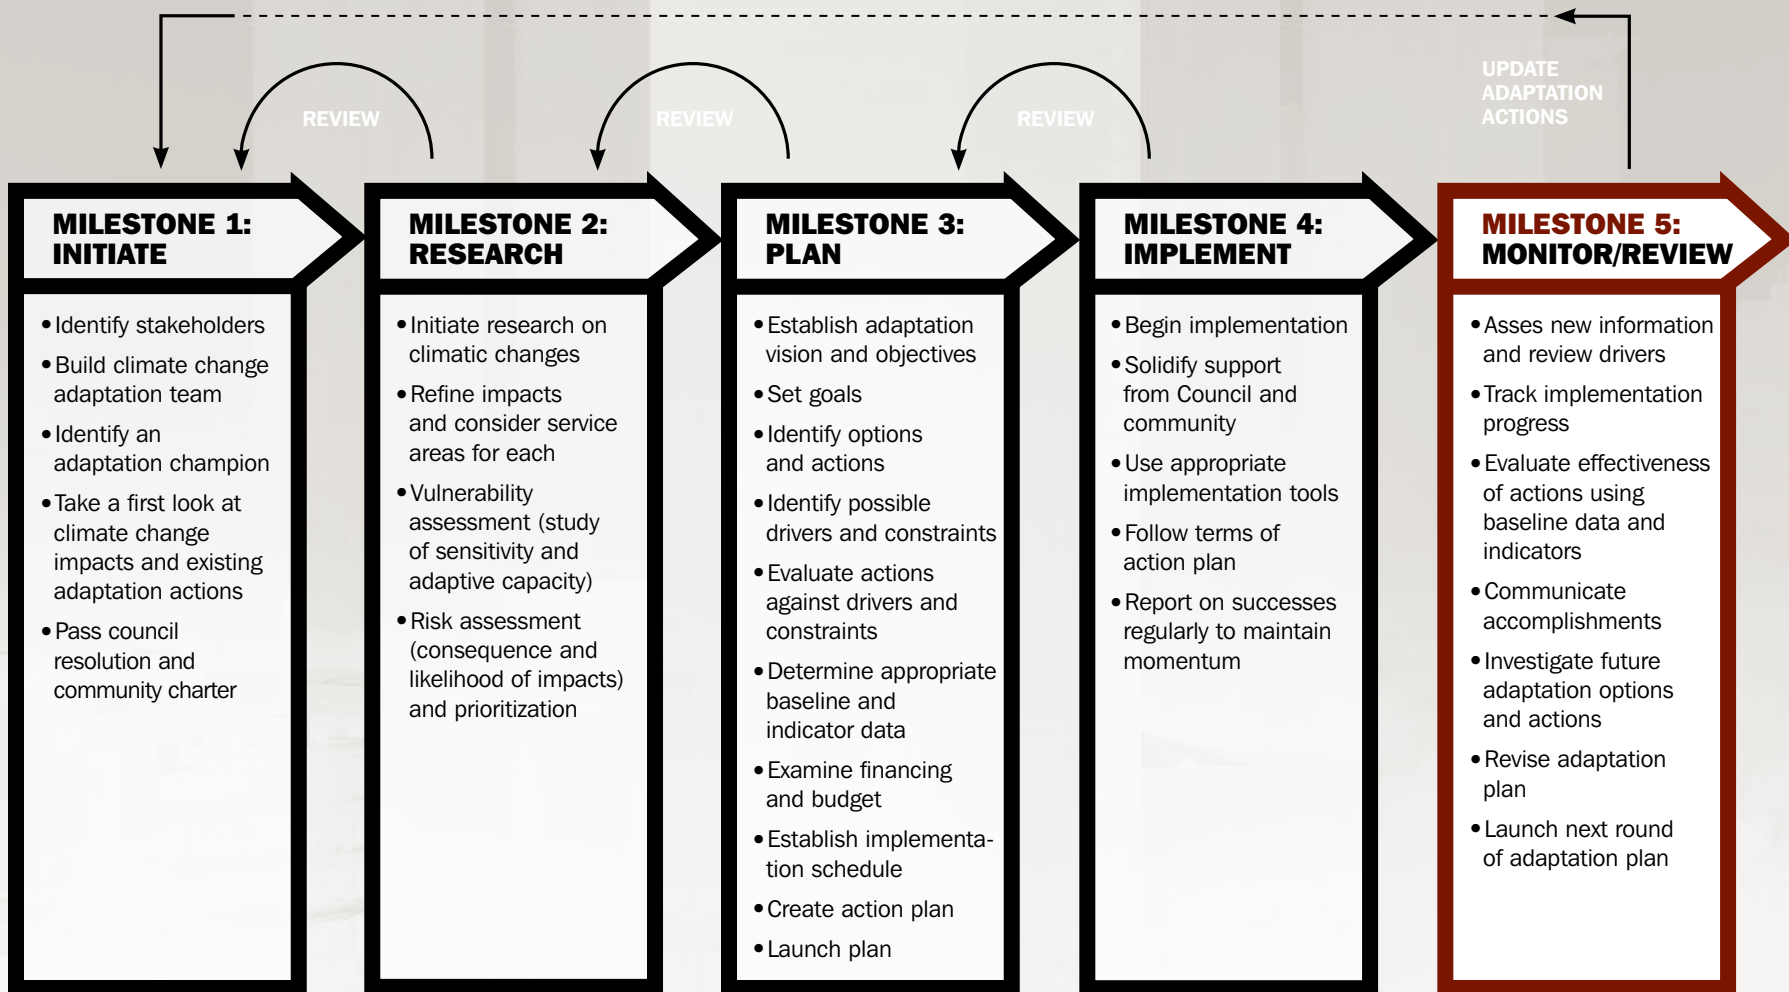 REVIEW
REVIEW
REVIEW
UPDATE
ADAPTATION
ACTIONS
MILESTONE 1:
INITIATE
• Identify stakeholders
• Build climate change
adaptation team
• Identify an
adaptation champion
• Take a first look at
climate change
impacts and existing
adaptation actions
• Pass council
resolution and
community charter
MILESTONE 2:
RESEARCH
• Initiate research on
climatic changes
• Refine impacts
and consider service
areas for each
• Vulnerability
assessment (study
of sensitivity and
adaptive capacity)
• Risk assessment
(consequence and
likelihood of impacts)
and prioritization
MILESTONE 3:
PLAN
• Establish adaptation
vision and objectives
• Set goals
• Identify options
and actions
• Identify possible
drivers and constraints
• Evaluate actions
against drivers and
constraints
• Determine appropriate
baseline and
indicator data
• Examine financing
and budget
• Establish implementa-
tion schedule
• Create action plan
• Launch plan
MILESTONE 4:
IMPLEMENT
• Begin implementation
• Solidify support
from Council and
community
• Use appropriate
implementation tools
• Follow terms of
action plan
• Report on successes
regularly to maintain
momentum
MILESTONE 5:
MONITOR/REVIEW
• Asses new information
and review drivers
• Track implementation
progress
• Evaluate effectiveness
of actions using
baseline data and
indicators
• Communicate
accomplishments
• Investigate future
adaptation options
and actions
• Revise adaptation
plan
• Launch next round
of adaptation plan